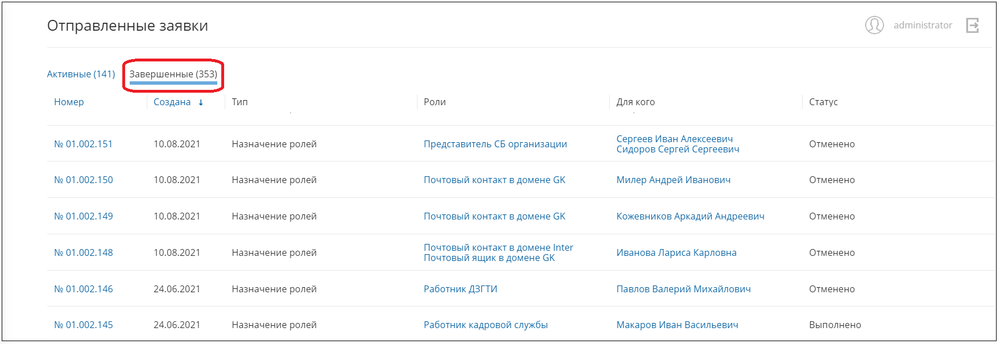 Отправленные заявки
administrator
Активные (141) Завершенные (353)
Номер Создана ↓ Тип Роли Для кого Статус
№ 01.002.151 10.08.2021 Назначение ролей Представитель СБ организации Сергеев Иван Алексеевич Отменено
Сидоров Сергей Сергеевич
№ 01.002.150 10.08.2021 Назначение ролей Почтовый контакт в домене GK Милер Андрей Иванович Отменено
№ 01.002.149 10.08.2021 Назначение ролей Почтовый контакт в домене GK Кожевников Аркадий Андреевич Отменено
№ 01.002.148 10.08.2021 Назначение ролей Почтовый контакт в домене Inter Иванова Лариса Карловна Отменено
Почтовый ящик в домене GK
№ 01.002.146 24.06.2021 Назначение ролей Работник ДЗГТИ Павлов Валерий Михайлович Отменено
№ 01.002.145 24.06.2021 Назначение ролей Работник кадровой службы Макаров Иван Васильевич Выполнено